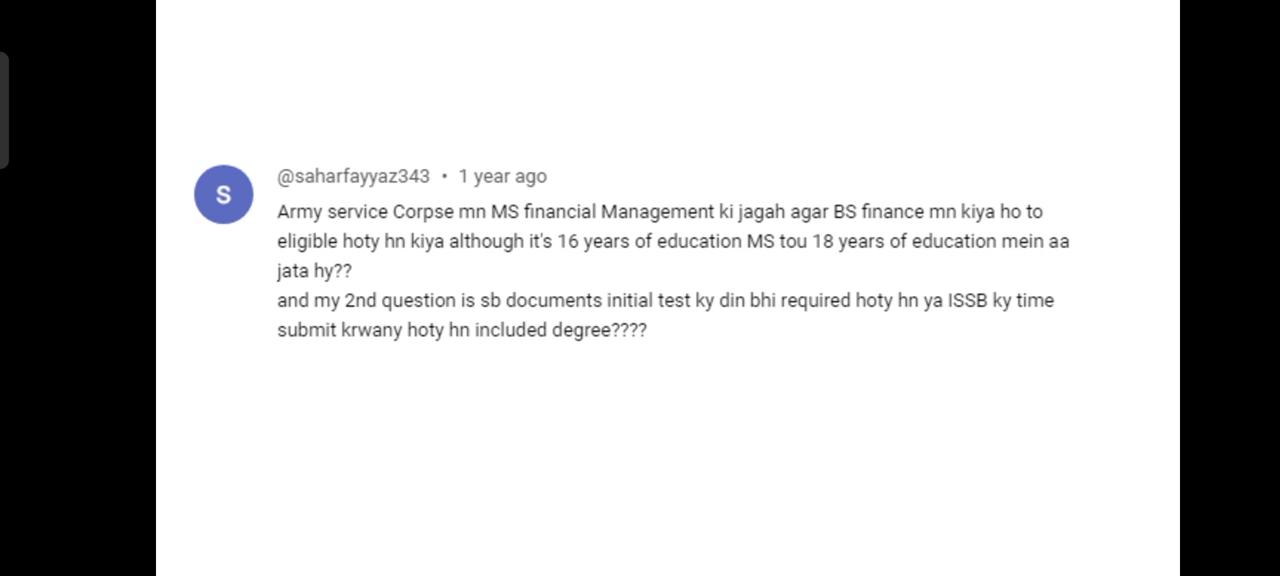 S
@saharfayyaz343 • 1 year ago
Army service Corpse mn MS financial Management ki jagah agar BS finance mn kiya ho to
eligible hoty hn kiya although it's 16 years of education MS tou 18 years of education mein aa
jata hy??
and my 2nd question is sb documents initial test ky din bhi required hoty hn ya ISSB ky time
submit krwany hoty hn included degree????